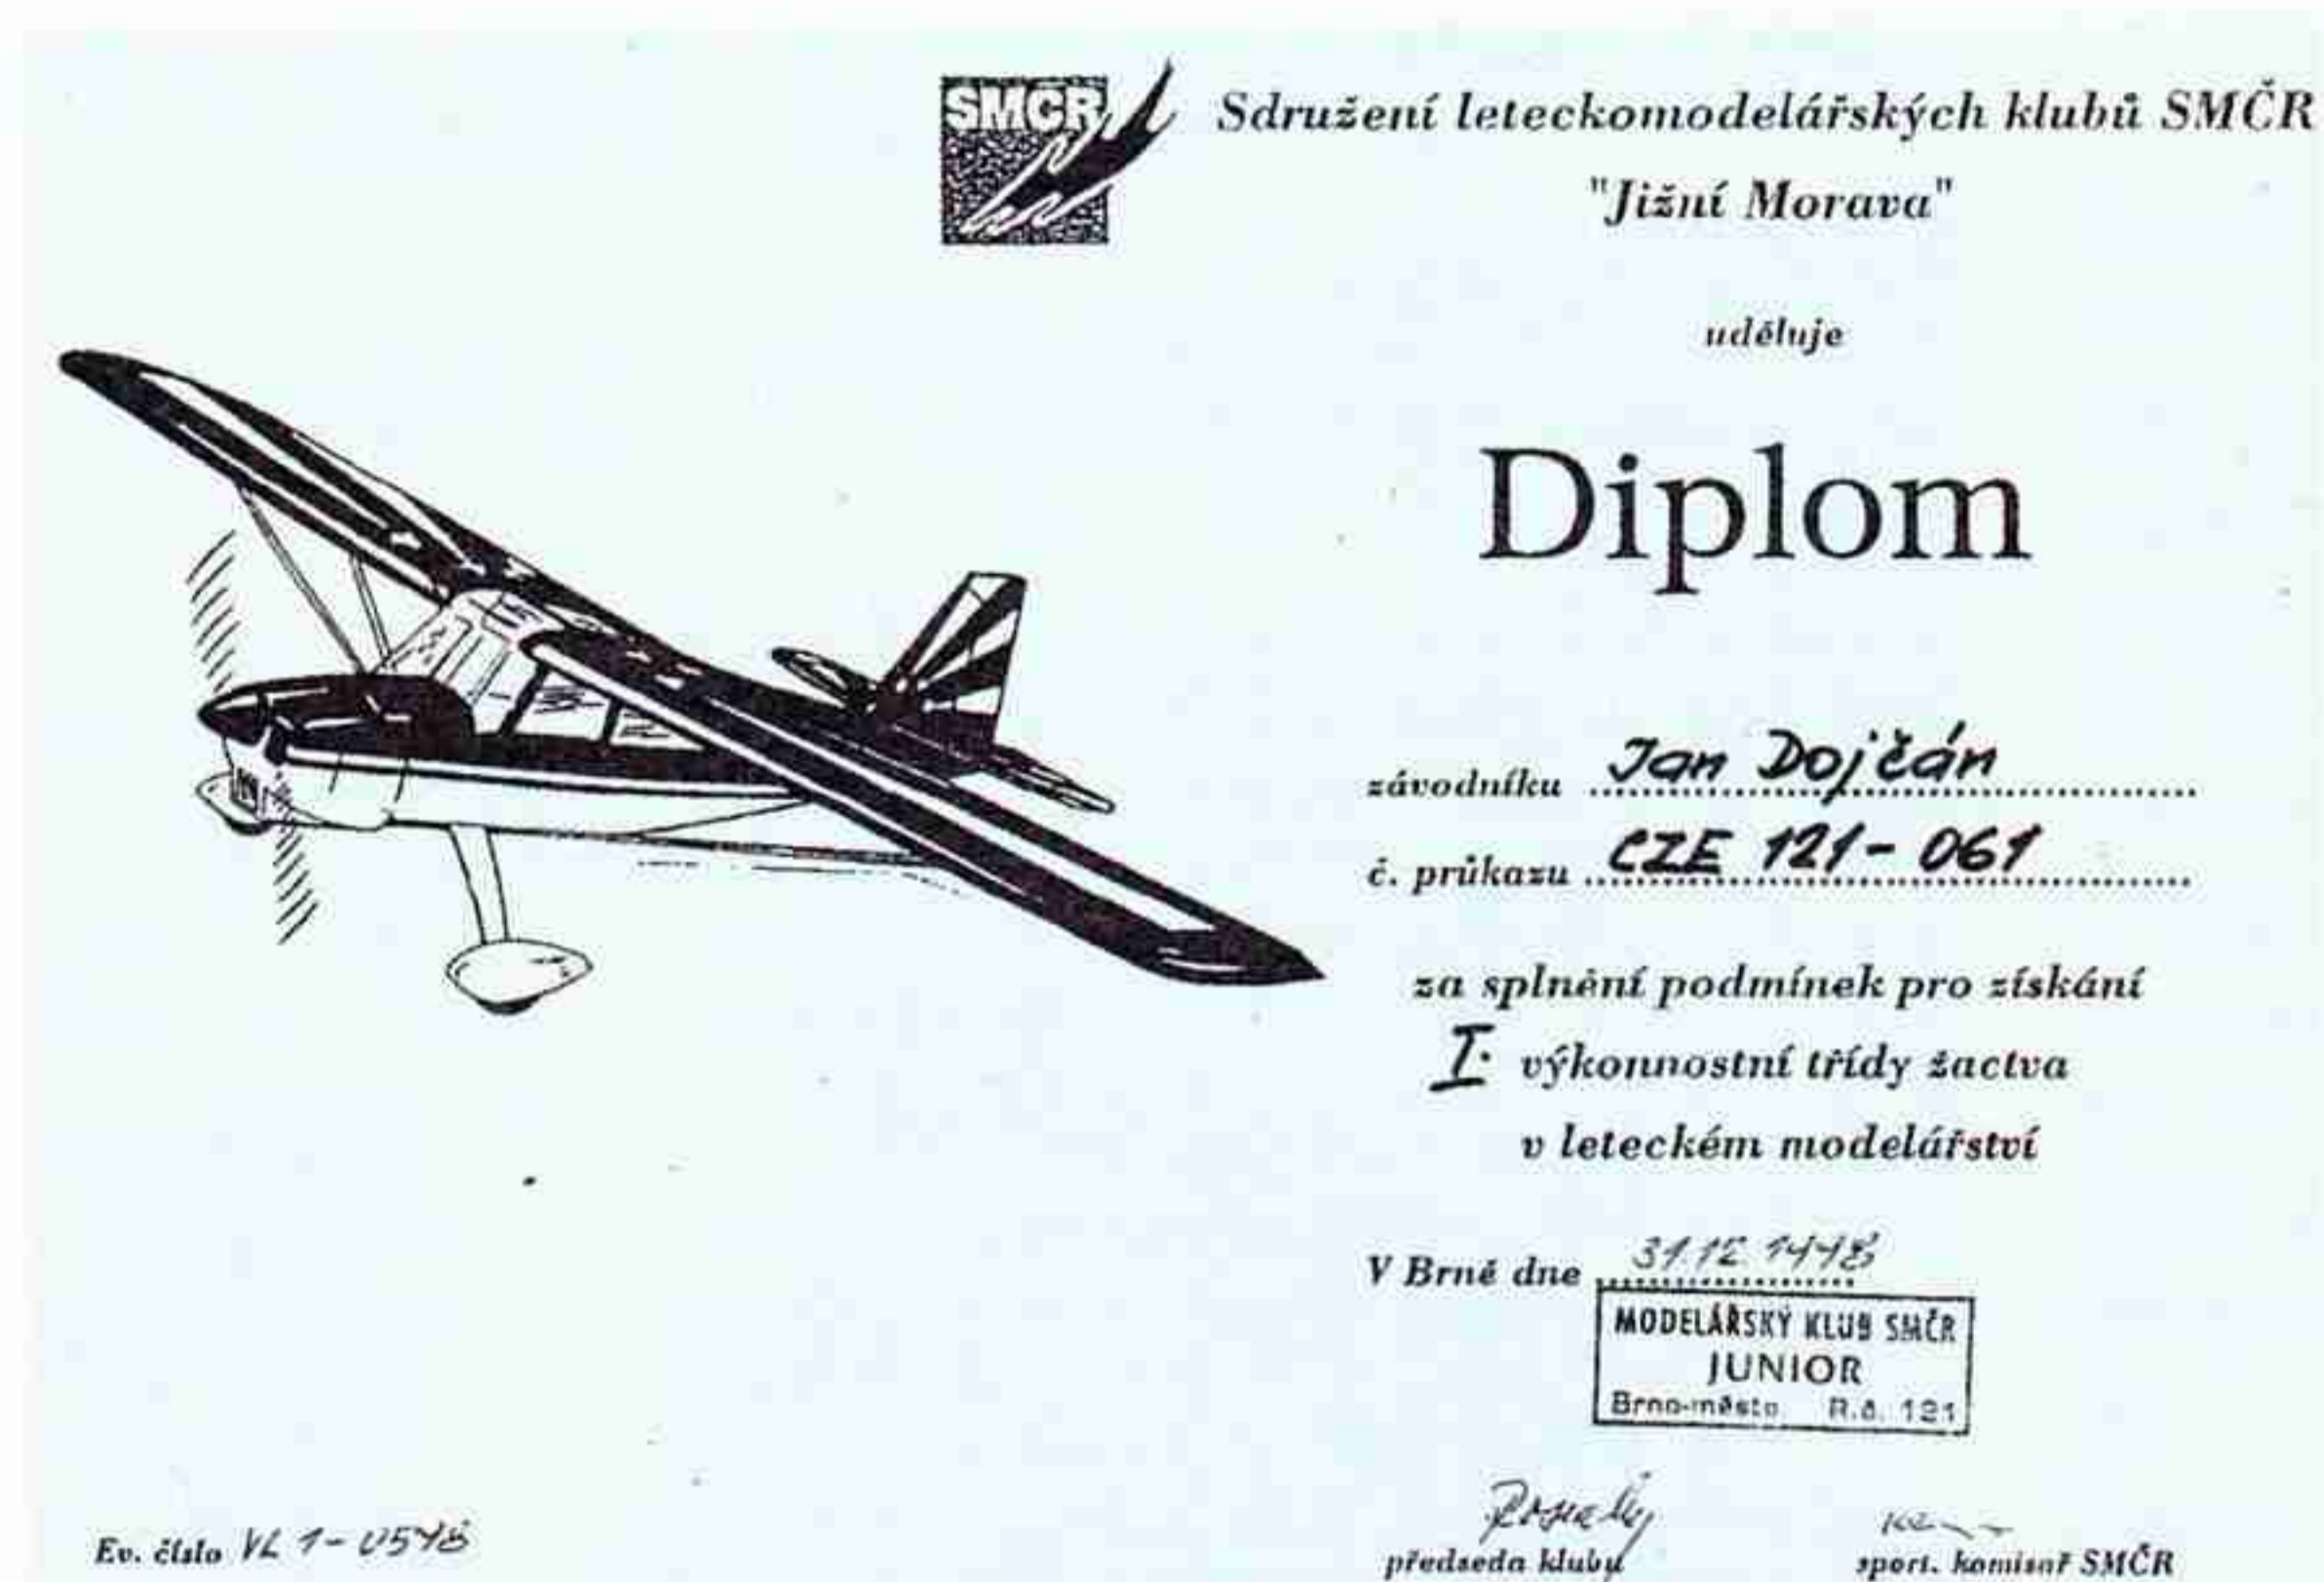 SMČR
Sdružení leteckomodelářských klubů SMČR
"Jižní Morava"
uděluje
Diplom
závodníku Jan Dojčán
č. průkazu CZE 121-061
za splnění podmínek pro získání
I. výkonnostní třídy žactva
v leteckém modelářství
V Brně dne 31.12.1998
MODELÁŘSKÝ KLUB SMČR
JUNIOR
Brno-město R.č. 121
předseda klubu
sport. komisař SMČR
Ev. číslo VL 1-0598